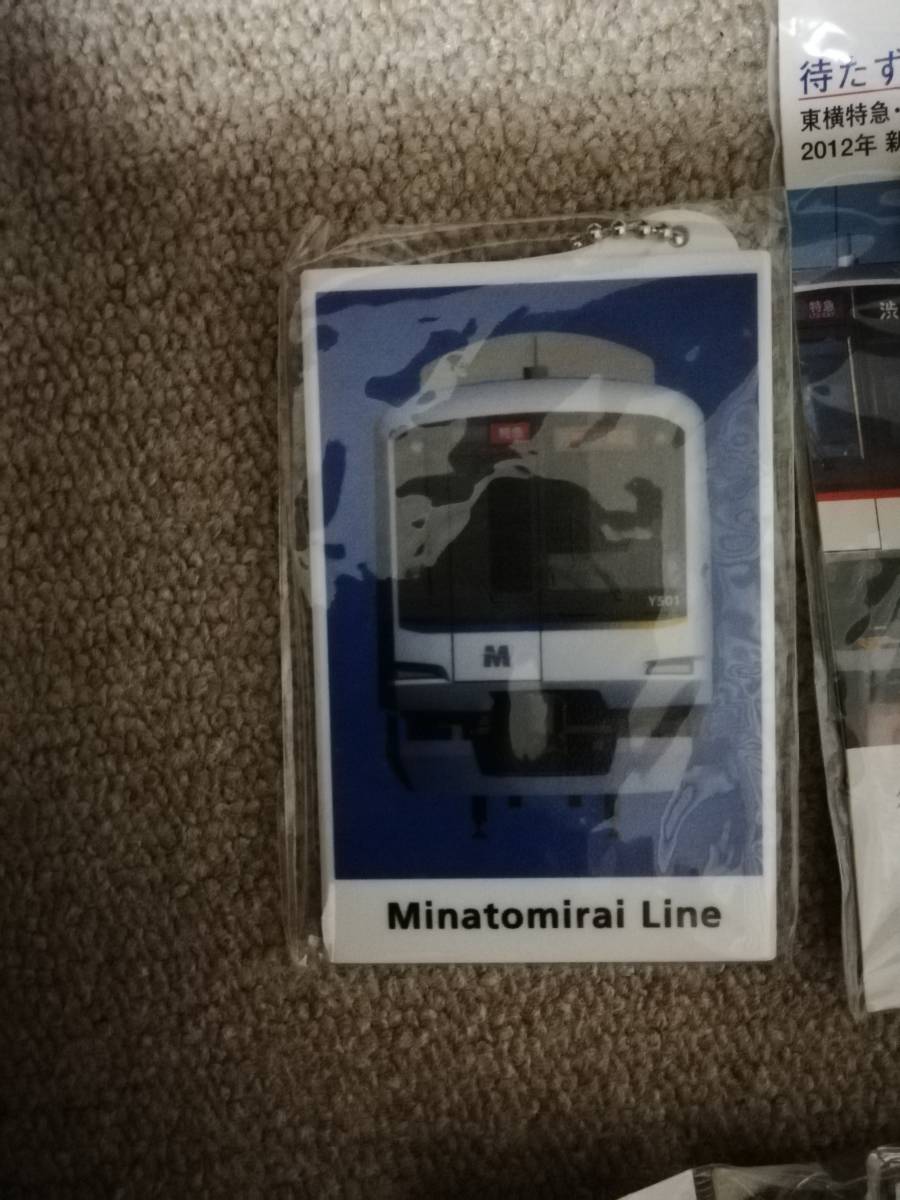 待たず
東横特急・
2012年 新
特急
渋
特急
Y501
M
Minatomirai Line